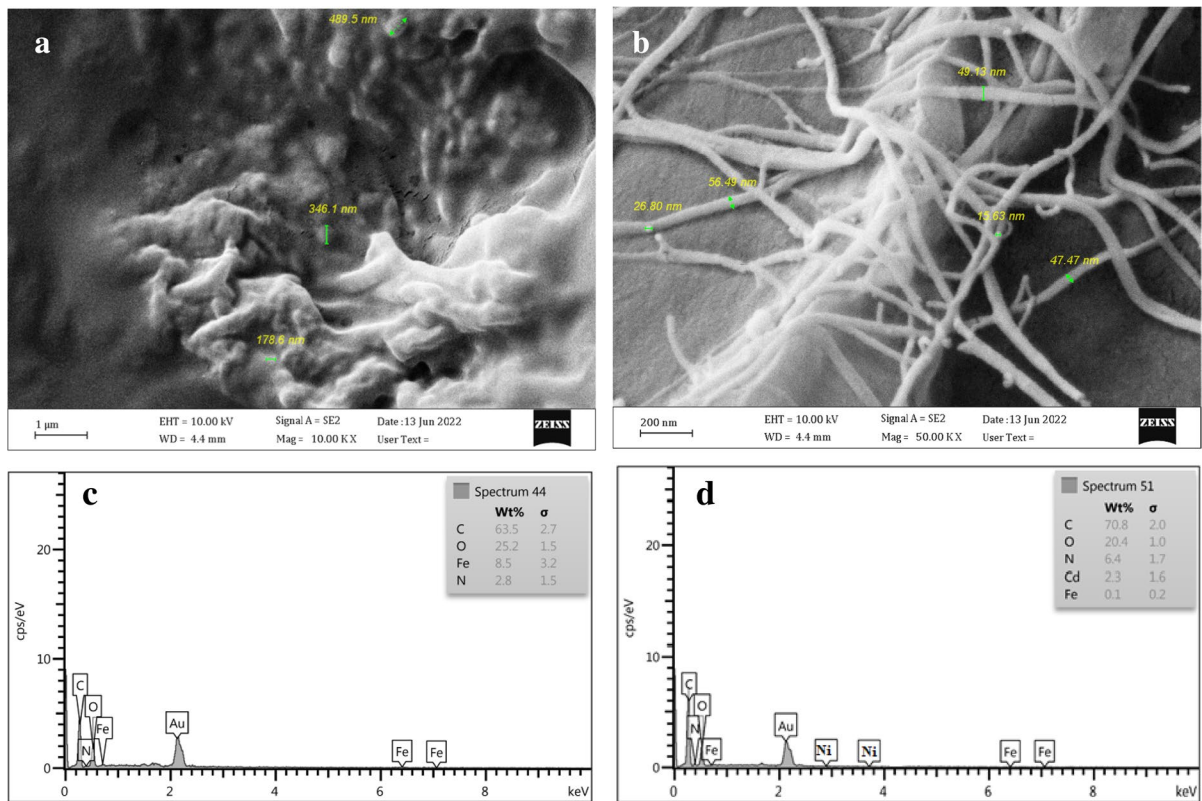 a
489.5 nm
346.1 nm
178.6 nm
1 µm
EHT = 10.00 kV Signal A = SE2 Date :13 Jun 2022
WD = 4.4 mm Mag = 10.00 K X User Text =
ZEISS
b
49.13 nm
56.49 nm
26.80 nm
15.63 nm
47.47 nm
200 nm
EHT = 10.00 kV Signal A = SE2 Date :13 Jun 2022
WD = 4.4 mm Mag = 50.00 K X User Text =
ZEISS
c
Spectrum 44
Wt% σ
C 63.5 2.7
O 25.2 1.5
Fe 8.5 3.2
N 2.8 1.5
cps/eV
20
10
0
C
O
Fe
N
Au
Fe
Fe
0 2 4 6 8 keV
d
Spectrum 51
Wt% σ
C 70.8 2.0
O 20.4 1.0
N 6.4 1.7
Cd 2.3 1.6
Fe 0.1 0.2
cps/eV
20
10
0
C
O
N
Fe
Au
Ni
Ni
Fe
Fe
0 2 4 6 8 keV